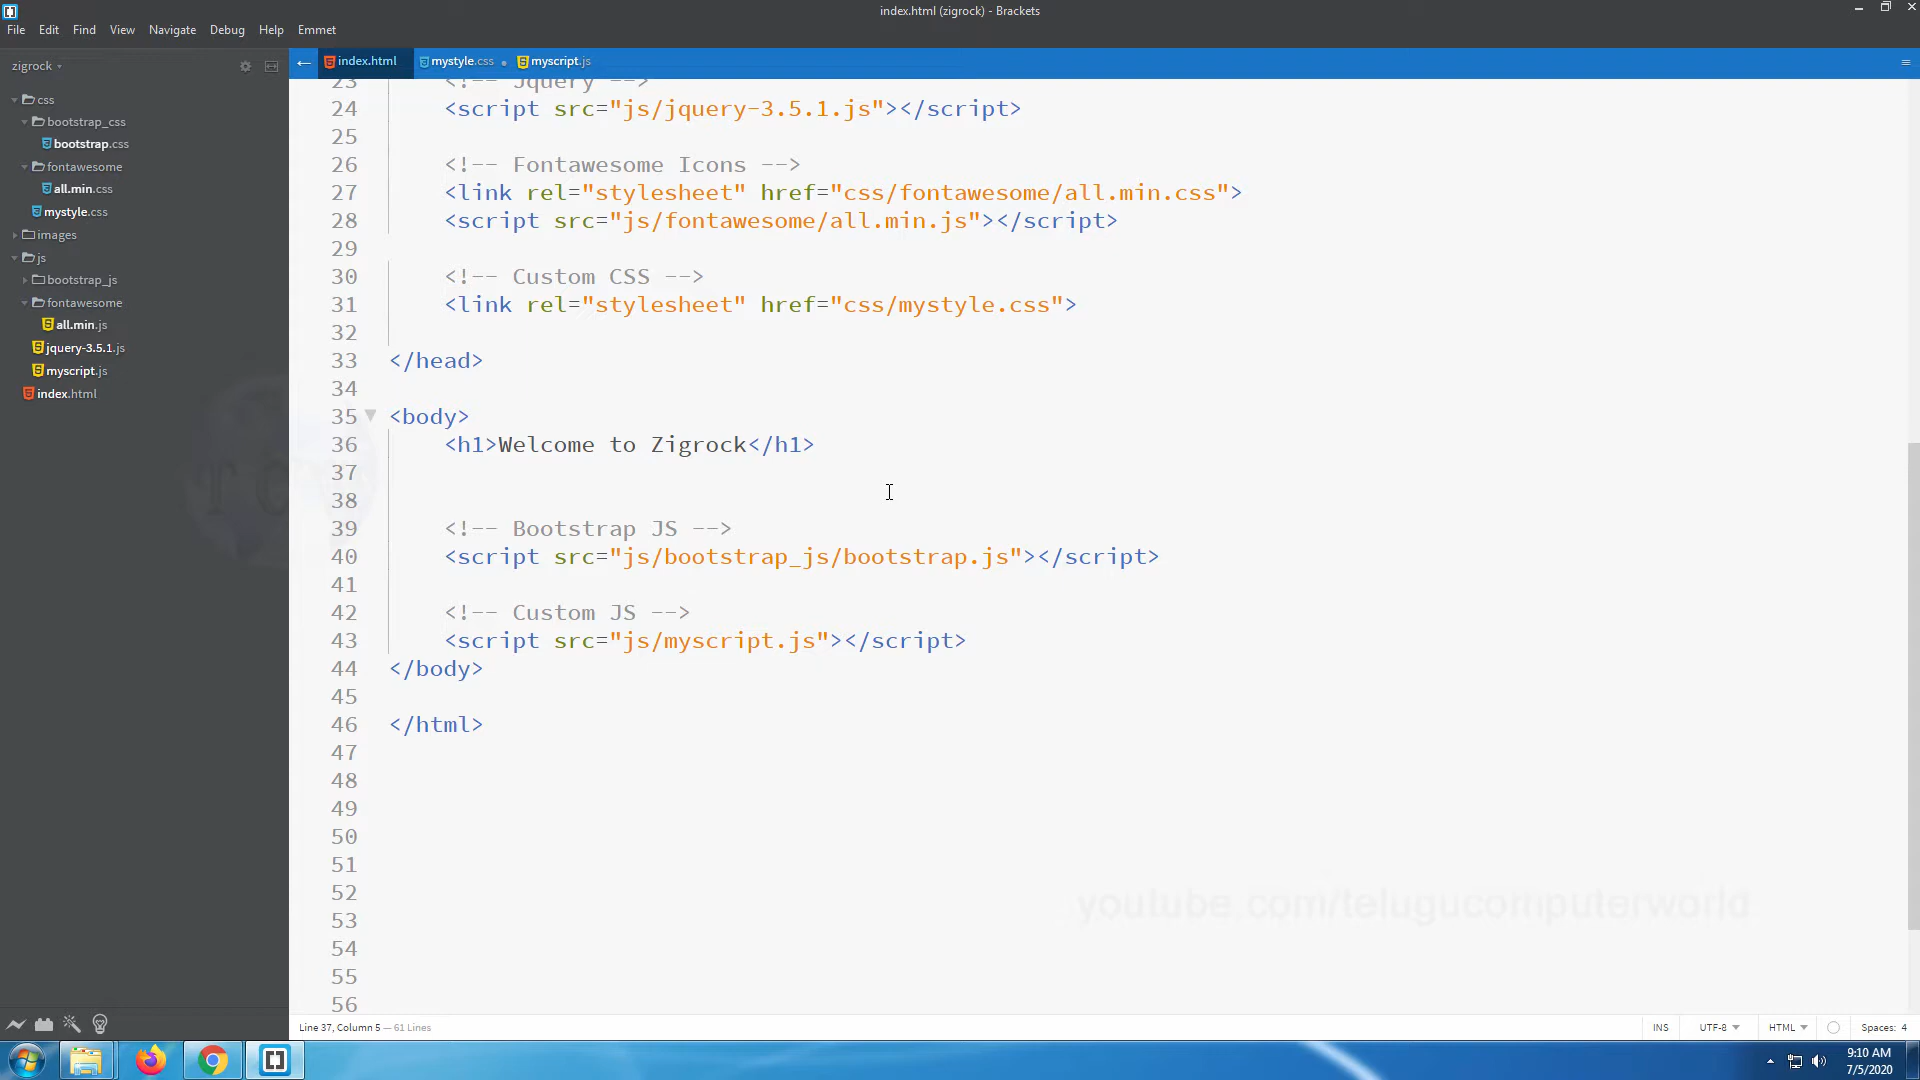 index.html (zigrock) - Brackets
File Edit Find View Navigate Debug Help Emmet
zigrock
css
bootstrap_css
bootstrap.css
fontawesome
all.min.css
mystyle.css
images
js
bootstrap_js
fontawesome
all.min.js
jquery-3.5.1.js
myscript.js
index.html
index.html mystyle.css myscript.js
23 <!-- Jquery -->
24 <script src="js/jquery-3.5.1.js"></script>
25
26 <!-- Fontawesome Icons -->
27 <link rel="stylesheet" href="css/fontawesome/all.min.css">
28 <script src="js/fontawesome/all.min.js"></script>
29
30 <!-- Custom CSS -->
31 <link rel="stylesheet" href="css/mystyle.css">
32
33 </head>
34
35 <body>
36 <h1>Welcome to Zigrock</h1>
37
38
39 <!-- Bootstrap JS -->
40 <script src="js/bootstrap_js/bootstrap.js"></script>
41
42 <!-- Custom JS -->
43 <script src="js/myscript.js"></script>
44 </body>
45
46 </html>
47
48
49
50
51
52
53
54
55
56
TCW
youtube.com/telugucomputerworld
Line 37, Column 5 — 61 Lines
INS UTF-8 HTML Spaces: 4
9:10 AM
7/5/2020